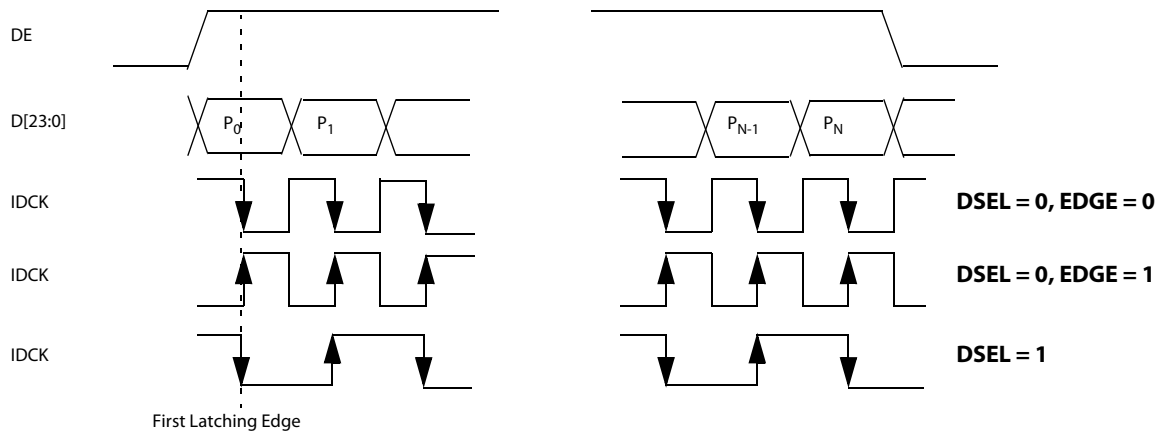 DE
D[23:0]
P0 P1 PN-1 PN
IDCK DSEL = 0, EDGE = 0
IDCK DSEL = 0, EDGE = 1
IDCK DSEL = 1
First Latching Edge